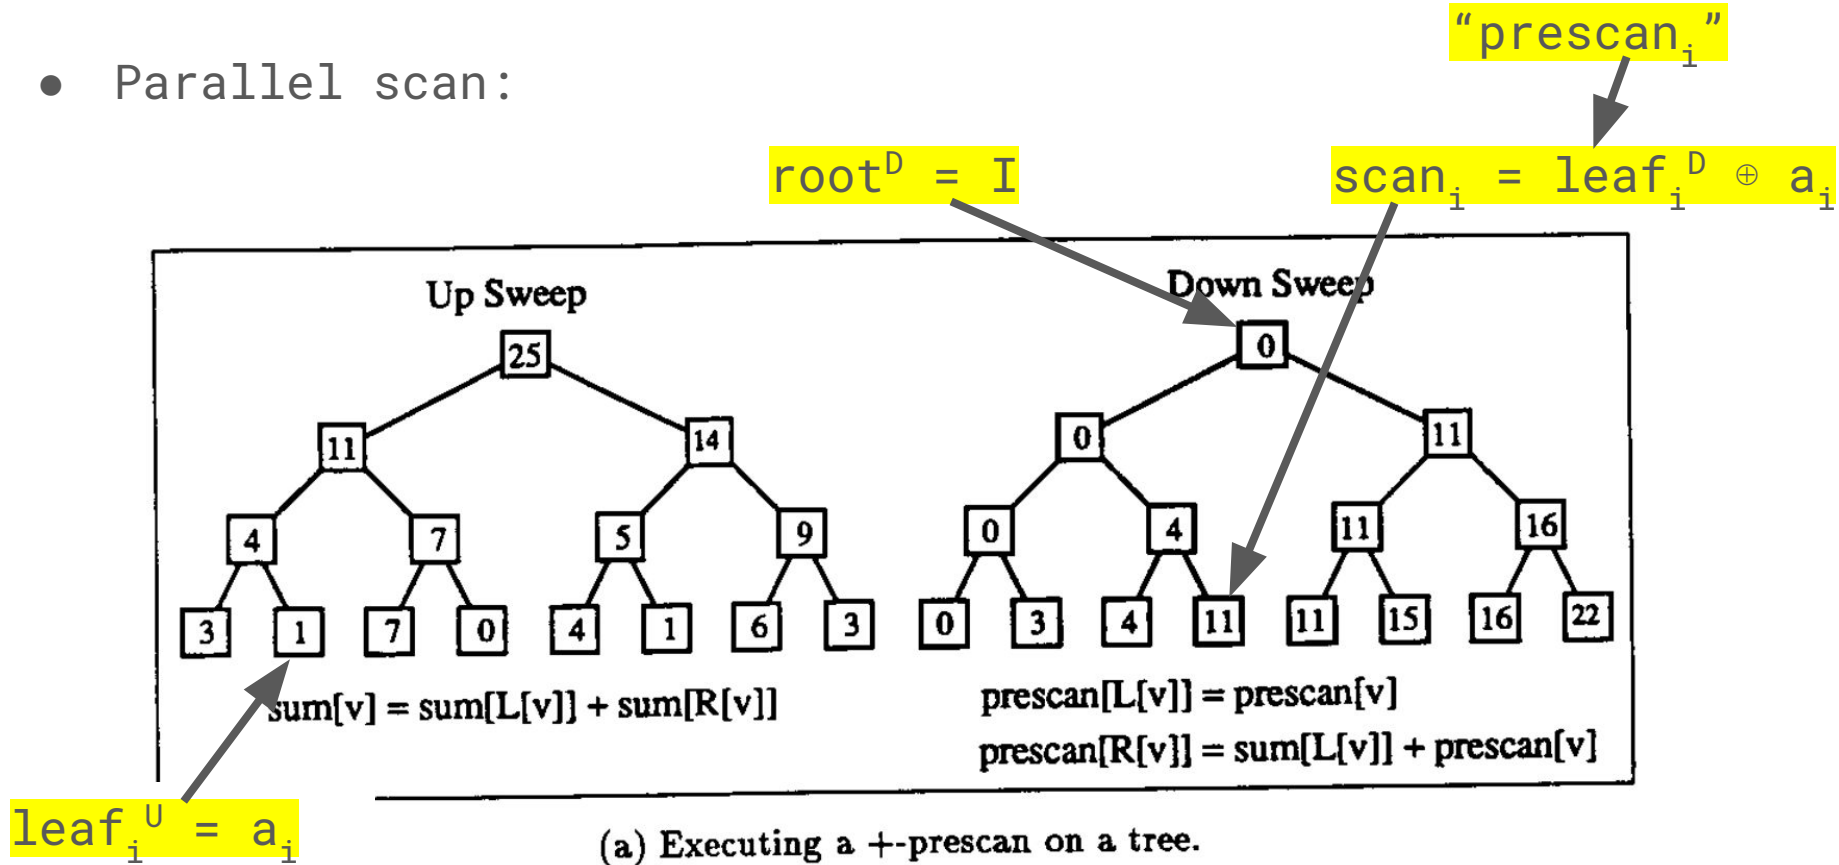 “prescan_i”
● Parallel scan:
root^D = I
scan_i = leaf_i^D ⊕ a_i
Up Sweep
Down Sweep
25
0
11 14
0 11
4 7 5 9
0 4 11 16
3 1 7 0 4 1 6 3
0 3 4 11 11 15 16 22
sum[v] = sum[L[v]] + sum[R[v]]
prescan[L[v]] = prescan[v]
prescan[R[v]] = sum[L[v]] + prescan[v]
leaf_i^U = a_i
(a) Executing a +-prescan on a tree.